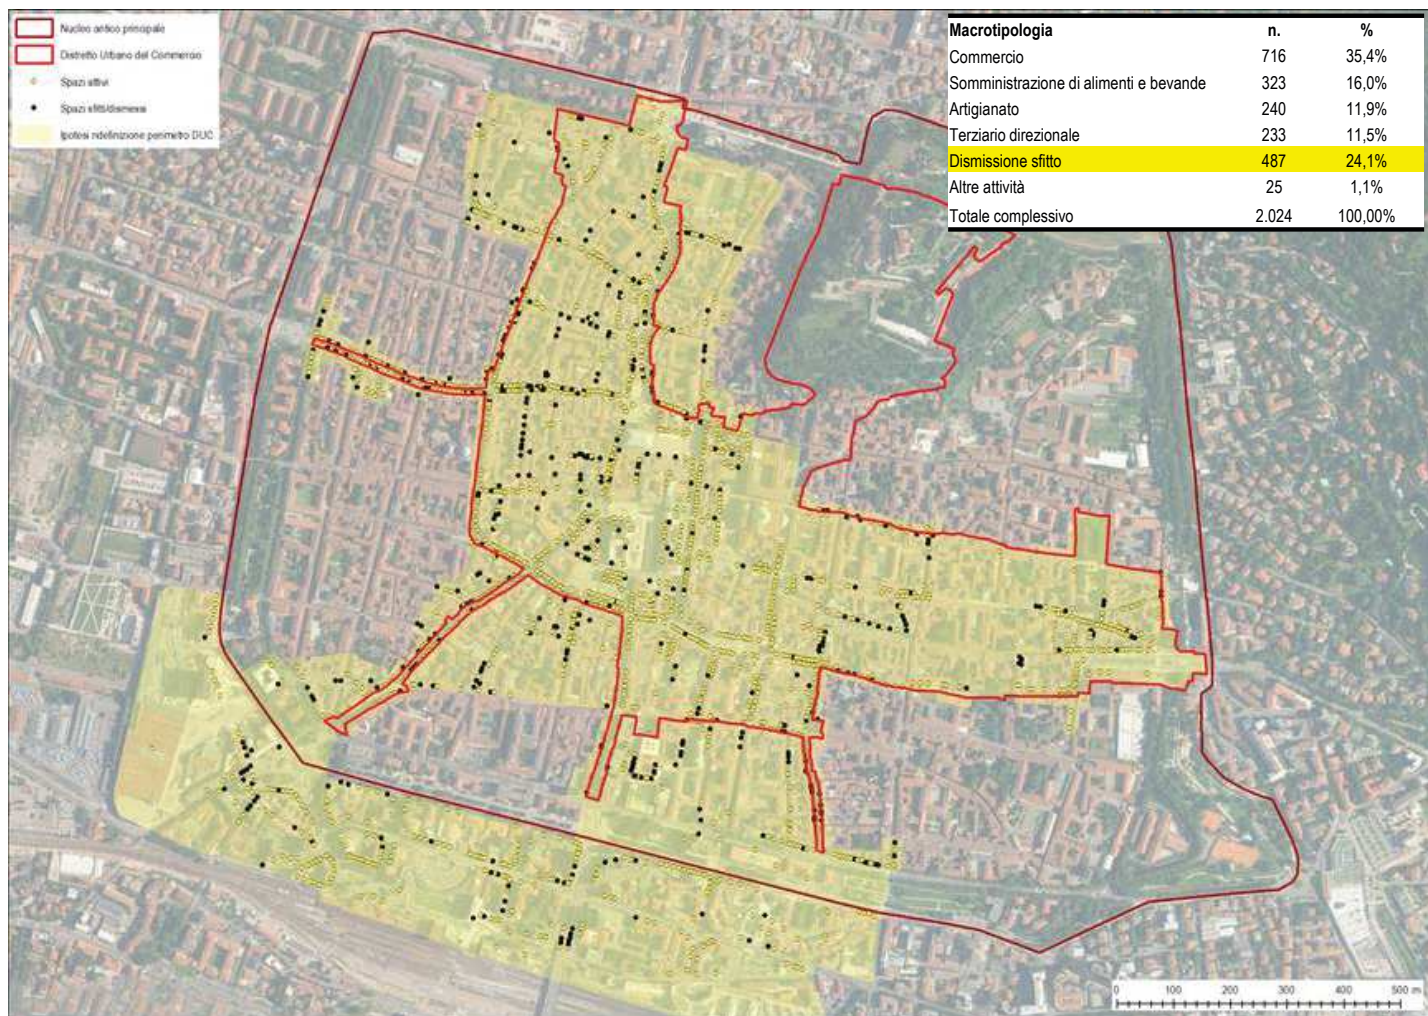 Nucleo antico principale
Distretto Urbano del Commercio
Spazi attivi
Spazi sfitti/dismessi
Ipotesi ridefinizione perimetro DUC
Macrotipologia n. %
Commercio 716 35,4%
Somministrazione di alimenti e bevande 323 16,0%
Artigianato 240 11,9%
Terziario direzionale 233 11,5%
Dismissione sfitto 487 24,1%
Altre attività 25 1,1%
Totale complessivo 2.024 100,00%
0 100 200 300 400 500 m